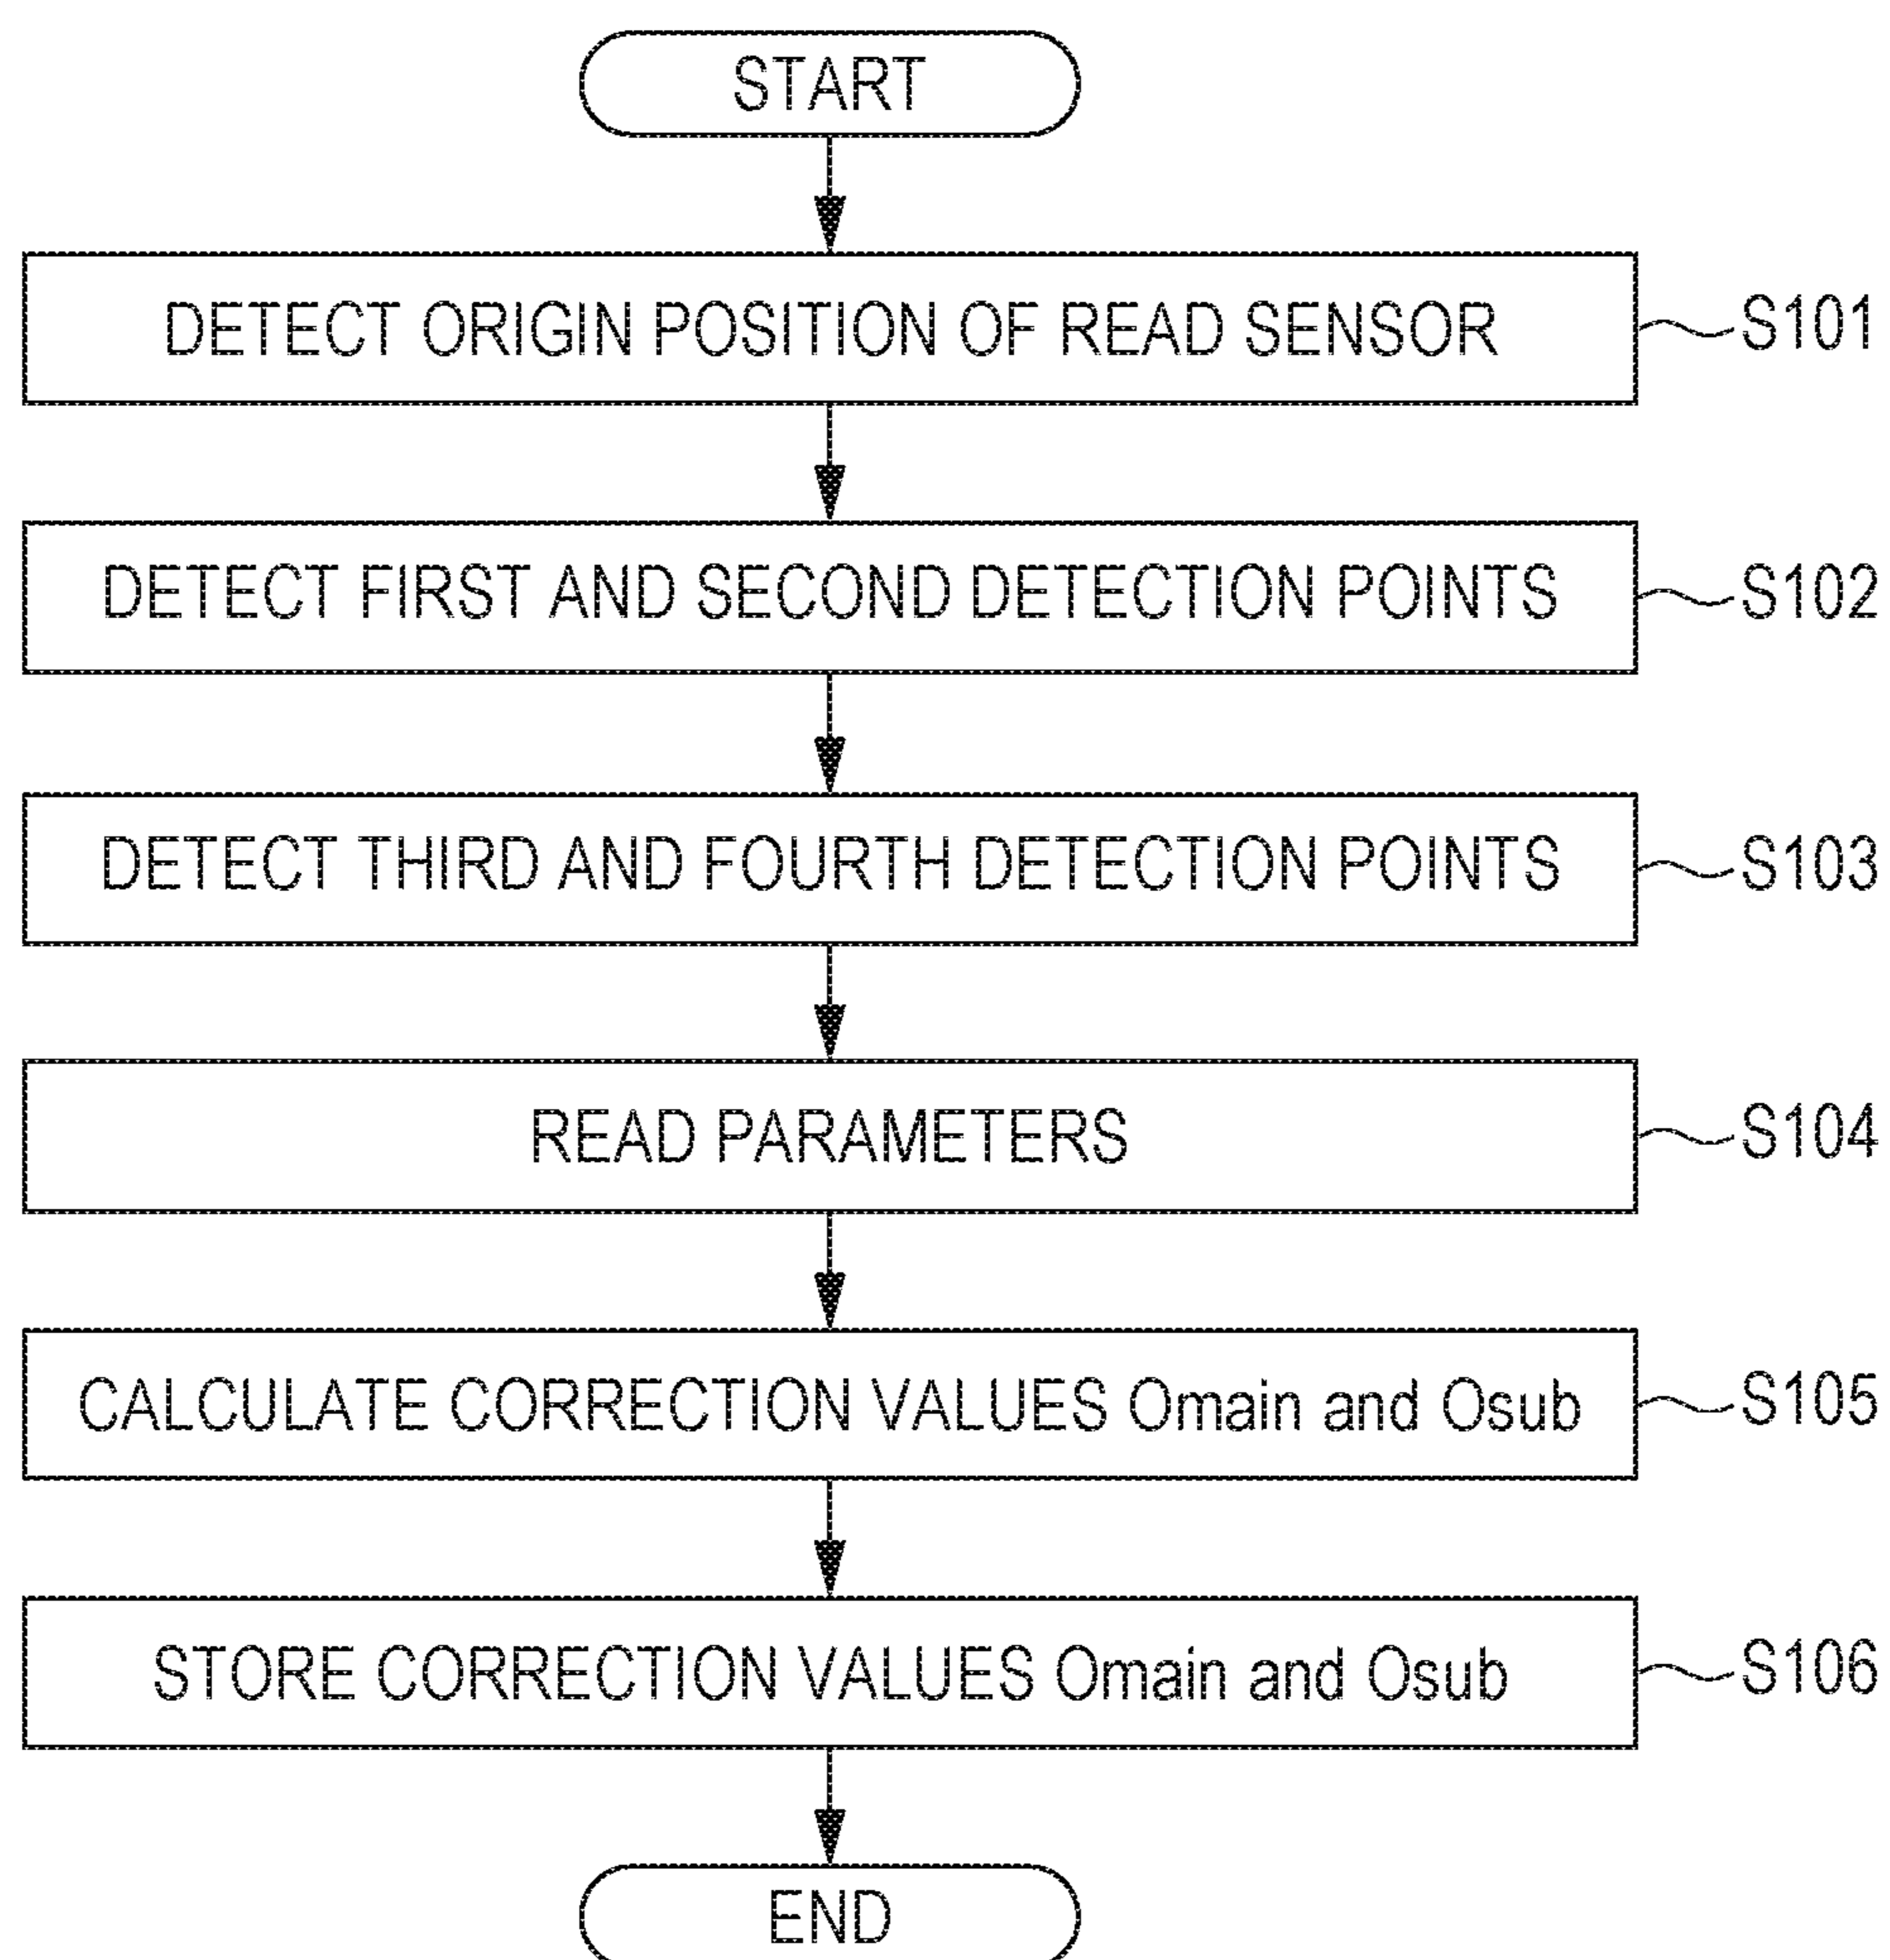 START
DETECT ORIGIN POSITION OF READ SENSOR
S101
DETECT FIRST AND SECOND DETECTION POINTS
S102
DETECT THIRD AND FOURTH DETECTION POINTS
S103
READ PARAMETERS
S104
CALCULATE CORRECTION VALUES Omain and Osub
S105
STORE CORRECTION VALUES Omain and Osub
S106
END